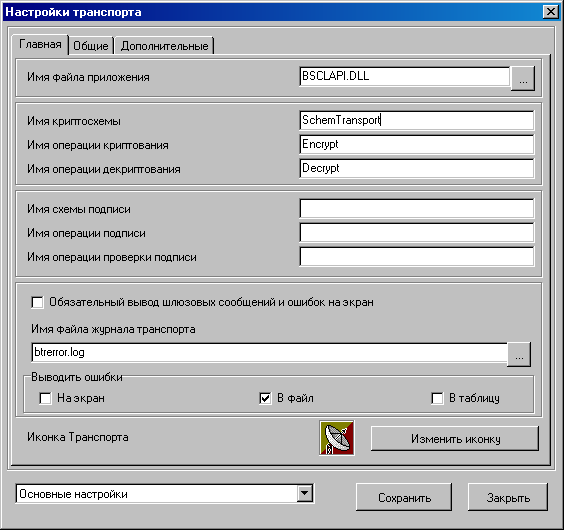 Настройки транспорта
Главная Общие Дополнительные
Имя файла приложения BSCLAPI.DLL ...
Имя криптосхемы SchemTransport
Имя операции криптования Encrypt
Имя операции декриптования Decrypt
Имя схемы подписи
Имя операции подписи
Имя операции проверки подписи
Обязательный вывод шлюзовых сообщений и ошибок на экран
Имя файла журнала транспорта
btrerror.log ...
Выводить ошибки
На экран В файл В таблицу
Иконка Транспорта Изменить иконку
Основные настройки Сохранить Закрыть